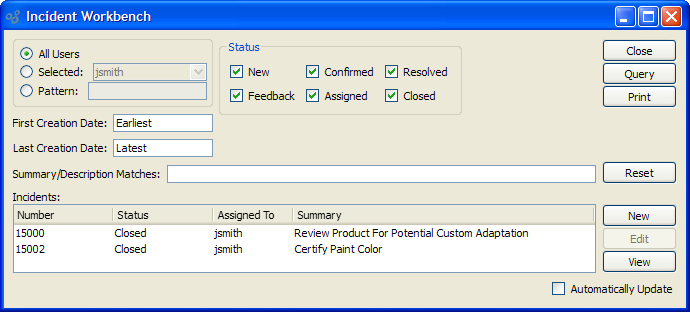 Incident Workbench
All Users
Selected: jsmith
Pattern:
Status
New Confirmed Resolved
Feedback Assigned Closed
Close
Query
Print
First Creation Date: Earliest
Last Creation Date: Latest
Summary/Description Matches:
Reset
Incidents:
Number Status Assigned To Summary
15000 Closed jsmith Review Product For Potential Custom Adaptation
15002 Closed jsmith Certify Paint Color
New
Edit
View
Automatically Update